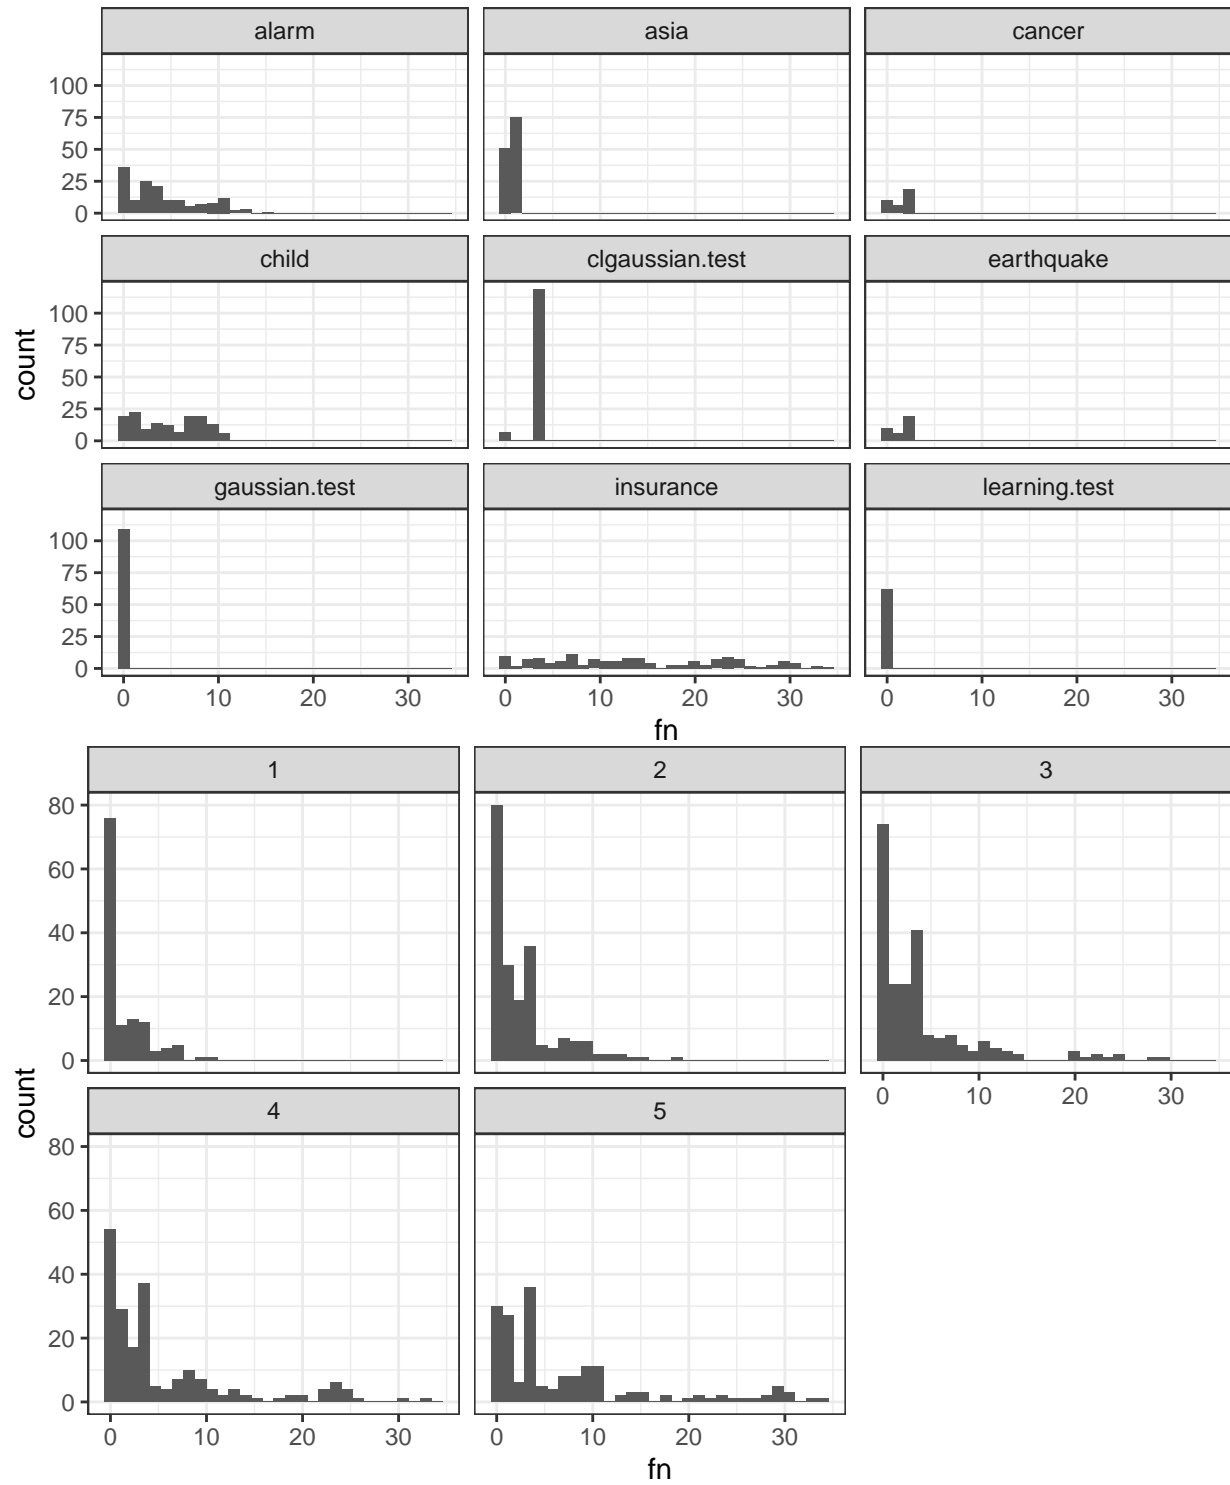 alarm asia cancer
100
75
50
25
0
child clgaussian.test earthquake
100
75
50
25
0
gaussian.test insurance learning.test
100
75
50
25
0
0 10 20 30 0 10 20 30 0 10 20 30
count
fn
1 2 3
80
60
40
20
0
0 10 20 30
4 5
80
60
40
20
0
0 10 20 30 0 10 20 30
count
fn